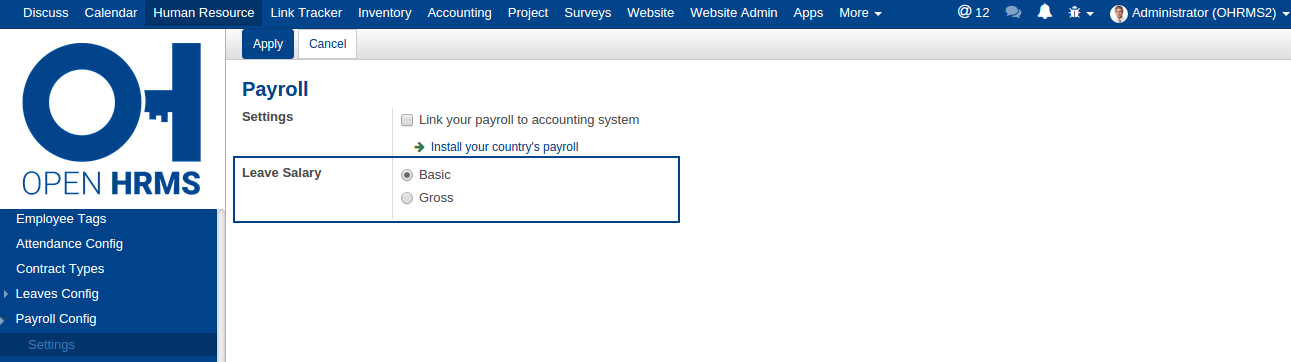 Discuss Calendar Human Resource Link Tracker Inventory Accounting Project Surveys Website Website Admin Apps More @ 12 Administrator (OHRMS2)
Apply Cancel
OPEN HRMS
Payroll
Settings
Link your payroll to accounting system
Install your country's payroll
Leave Salary
Basic
Gross
Employee Tags
Attendance Config
Contract Types
Leaves Config
Payroll Config
Settings